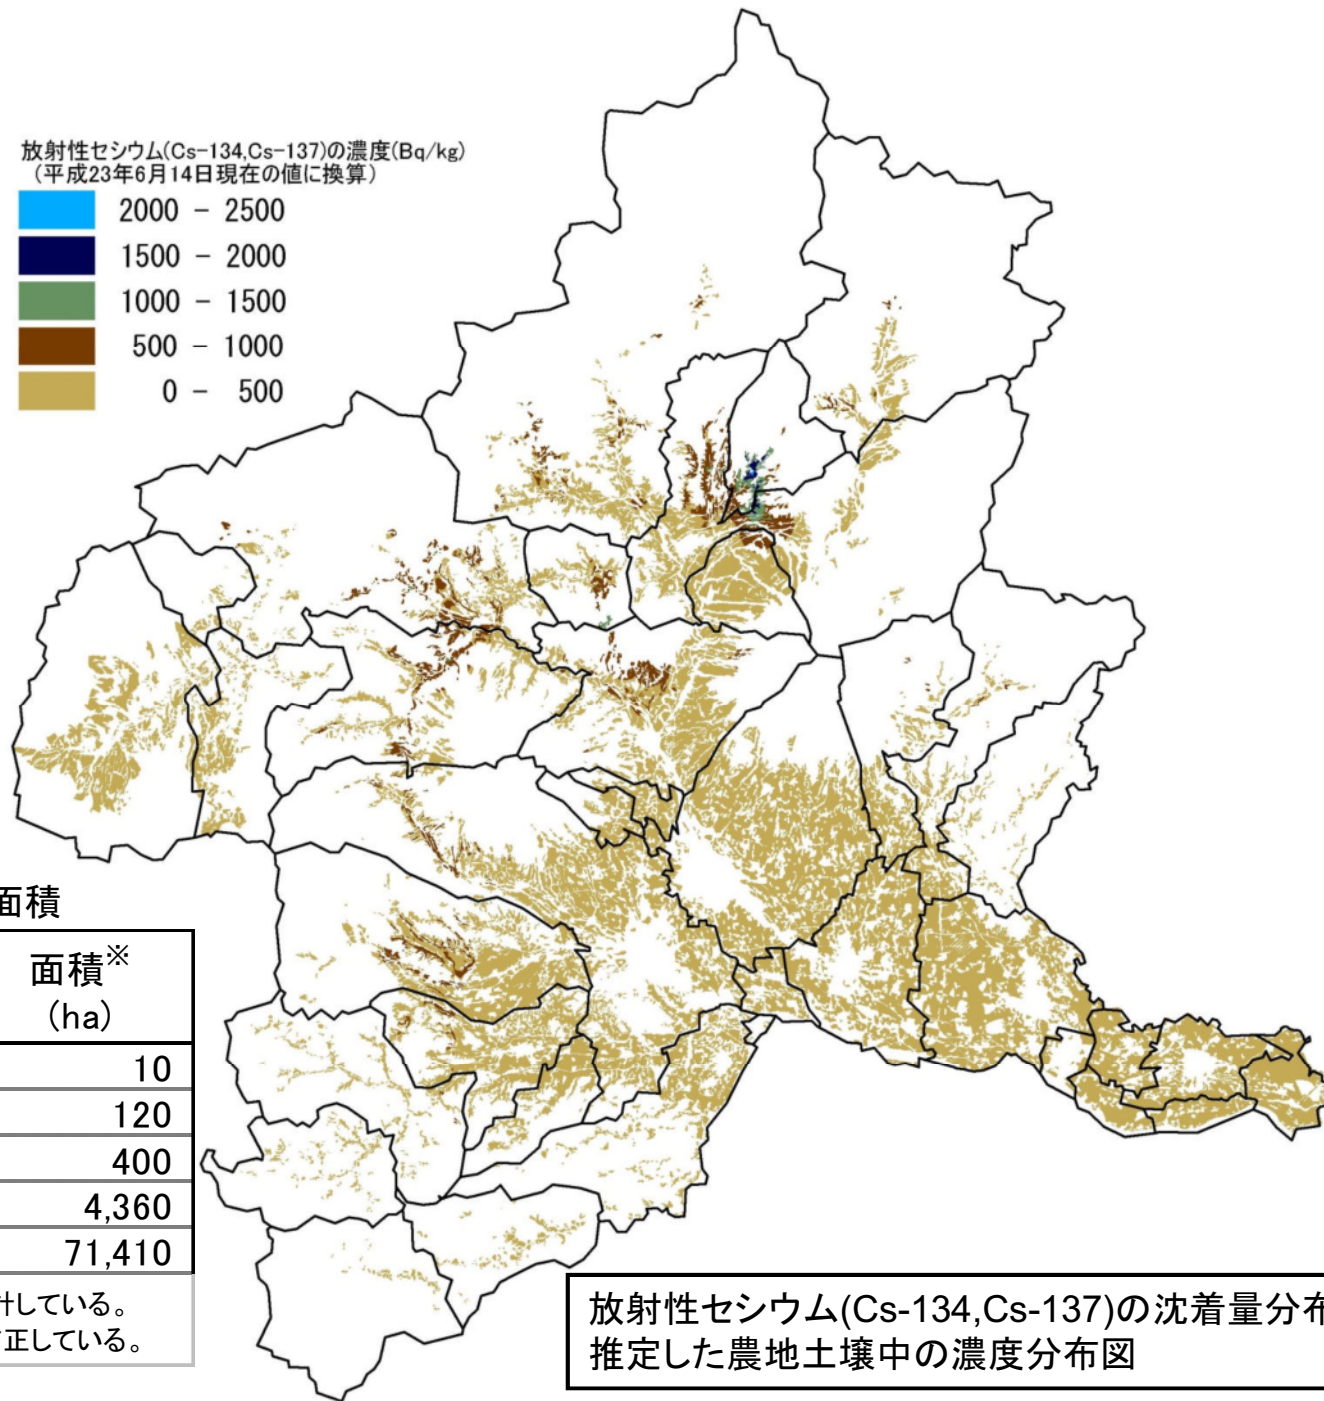 放射性セシウム(Cs-134,Cs-137)の濃度(Bq/kg)
(平成23年6月14日現在の値に換算)
2000 - 2500
1500 - 2000
1000 - 1500
500 - 1000
0 - 500
面積
面積※
(ha)
10
120
400
4,360
71,410
計している。
正している。
放射性セシウム(Cs-134,Cs-137)の沈着量分布
推定した農地土壌中の濃度分布図